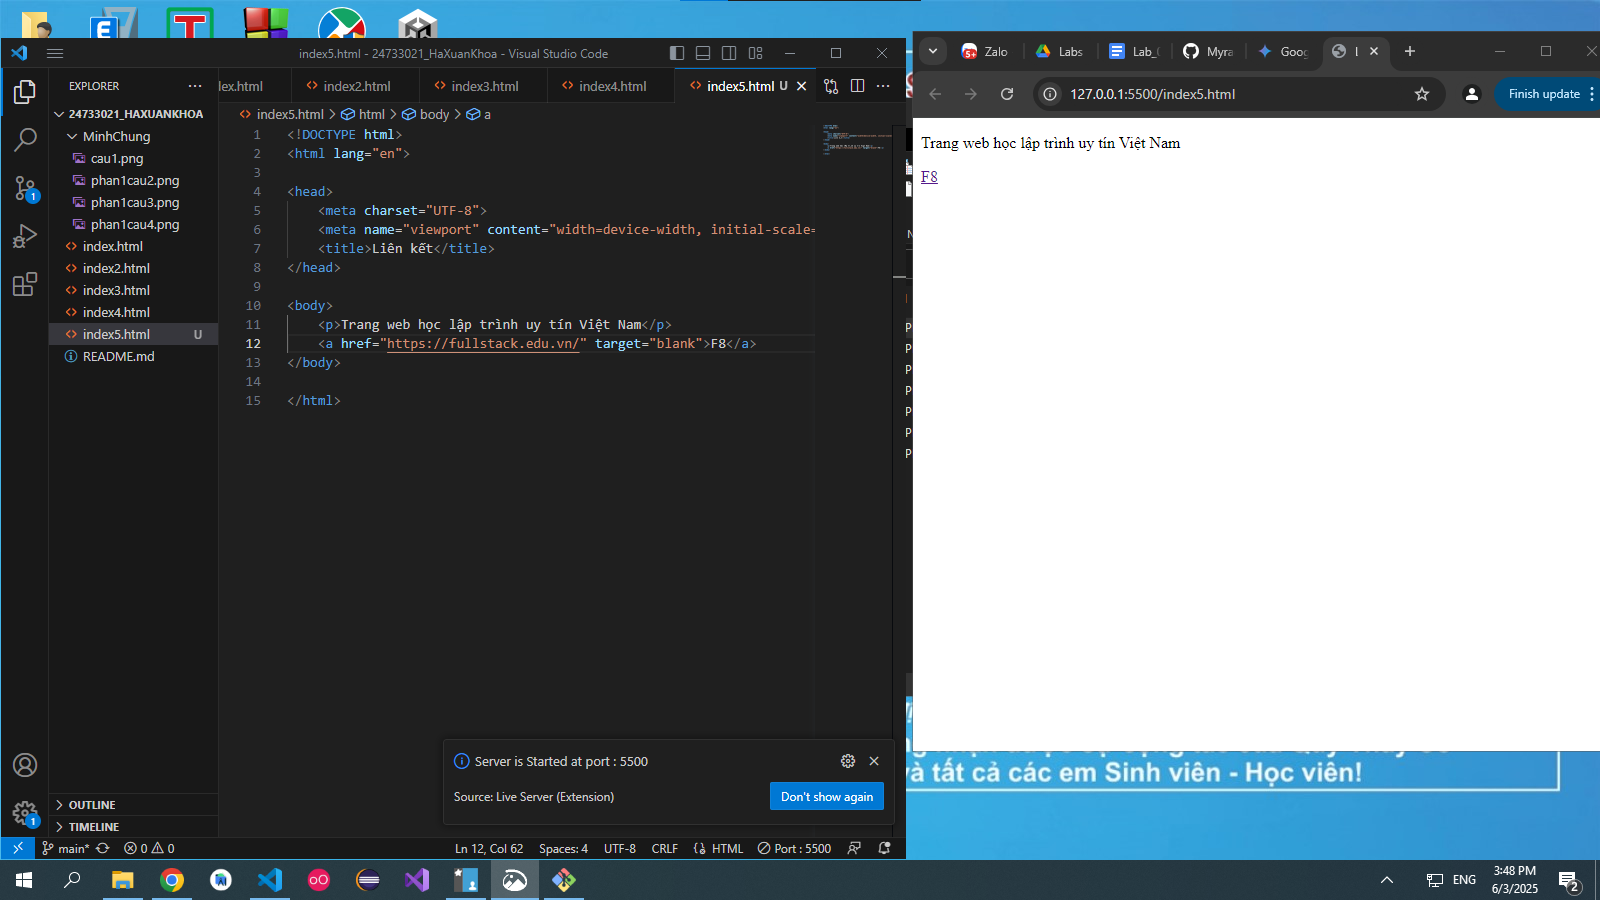 index5.html - 24733021_HaXuanKhoa - Visual Studio Code
EXPLORER
24733021_HAXUANKHOA
MinhChung
cau1.png
phan1cau2.png
phan1cau3.png
phan1cau4.png
index.html
index2.html
index3.html
index4.html
index5.html U
README.md
OUTLINE
TIMELINE
lex.html
index2.html
index3.html
index4.html
index5.html U
index5.html > html > body > a
1 <!DOCTYPE html>
2 <html lang="en">
3
4 <head>
5 <meta charset="UTF-8">
6 <meta name="viewport" content="width=device-width, initial-scale=
7 <title>Liên kết</title>
8 </head>
9
10 <body>
11 <p>Trang web học lập trình uy tín Việt Nam</p>
12 <a href="https://fullstack.edu.vn/" target="blank">F8</a>
13 </body>
14
15 </html>
Server is Started at port : 5500
Source: Live Server (Extension)
Don't show again
main* 0 0
Ln 12, Col 62 Spaces: 4 UTF-8 CRLF HTML Port : 5500
Zalo
Labs
Lab_
Myra
Goog
127.0.0.1:5500/index5.html
Finish update
Trang web học lập trình uy tín Việt Nam
F8
và tất cả các em Sinh viên - Học viên!
ENG
3:48 PM
6/3/2025
2